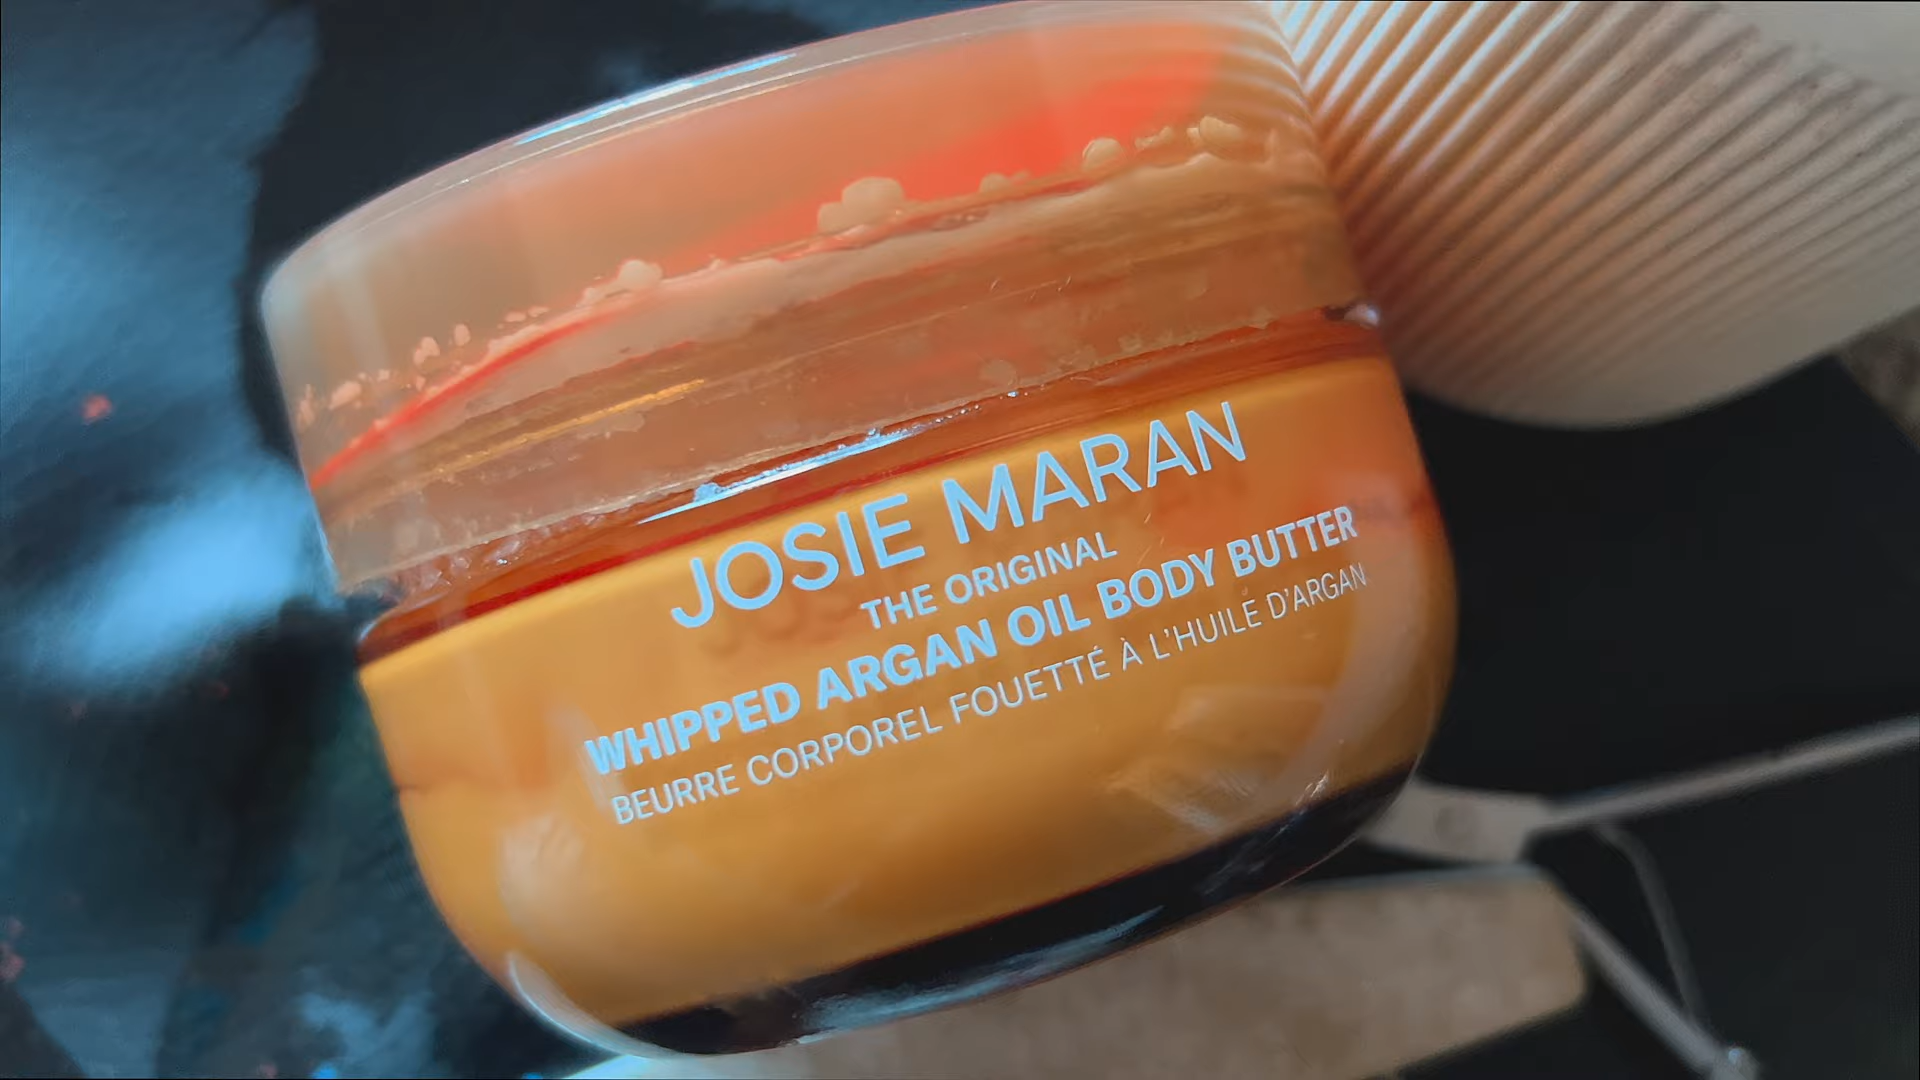 JOSIE MARAN
THE ORIGINAL
WHIPPED ARGAN OIL BODY BUTTER
BEURRE CORPOREL FOUETTÉ À L'HUILE D'ARGAN